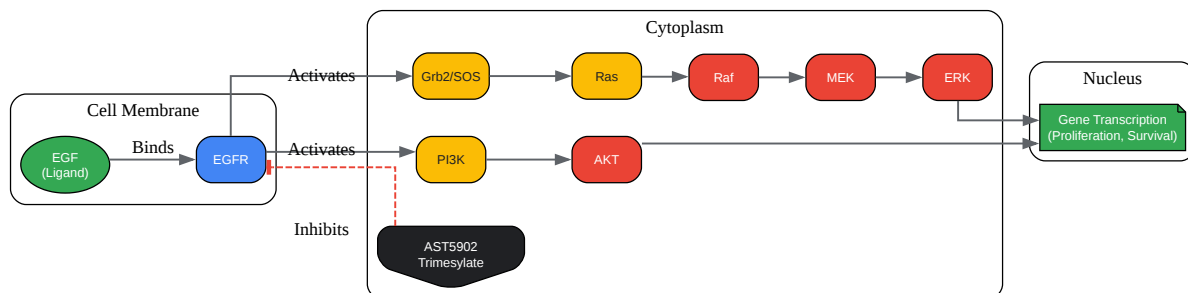 Cytoplasm
Activates
Grb2/SOS
Ras
Raf
MEK
ERK
Nucleus
Gene Transcription
(Proliferation, Survival)
Cell Membrane
EGF
(Ligand)
Binds
EGFR
Activates
PI3K
AKT
Inhibits
AST5902
Trimesylate